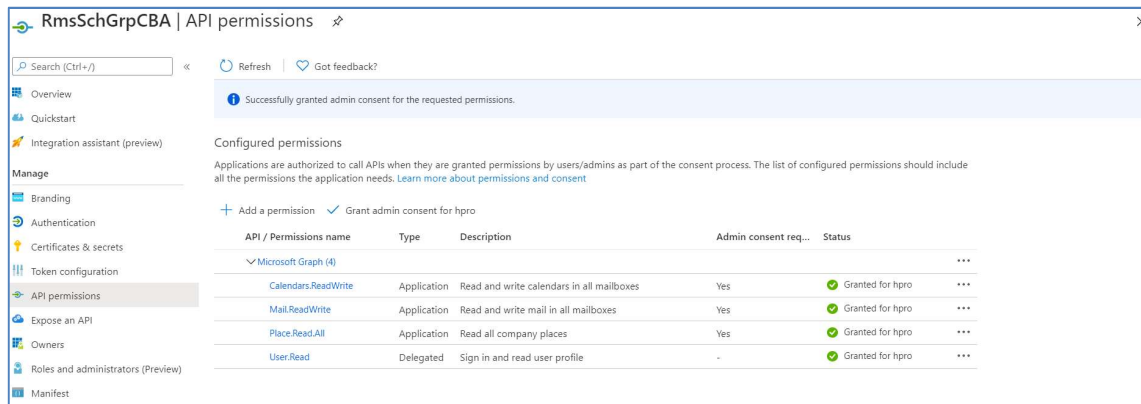 RmsSchGrpCBA | API permissions
Search (Ctrl+/)
«
Refresh
Got feedback?
Overview
Quickstart
Integration assistant (preview)
Manage
Branding
Authentication
Certificates & secrets
Token configuration
API permissions
Expose an API
Owners
Roles and administrators (Preview)
Manifest
Successfully granted admin consent for the requested permissions.
Configured permissions
Applications are authorized to call APIs when they are granted permissions by users/admins as part of the consent process. The list of configured permissions should include
all the permissions the application needs. Learn more about permissions and consent
+ Add a permission ✓ Grant admin consent for hpro
API / Permissions name Type Description Admin consent req... Status
Microsoft Graph (4) ...
Calendars.ReadWrite Application Read and write calendars in all mailboxes Yes Granted for hpro ...
Mail.ReadWrite Application Read and write mail in all mailboxes Yes Granted for hpro ...
Place.Read.All Application Read all company places Yes Granted for hpro ...
User.Read Delegated Sign in and read user profile - Granted for hpro ...